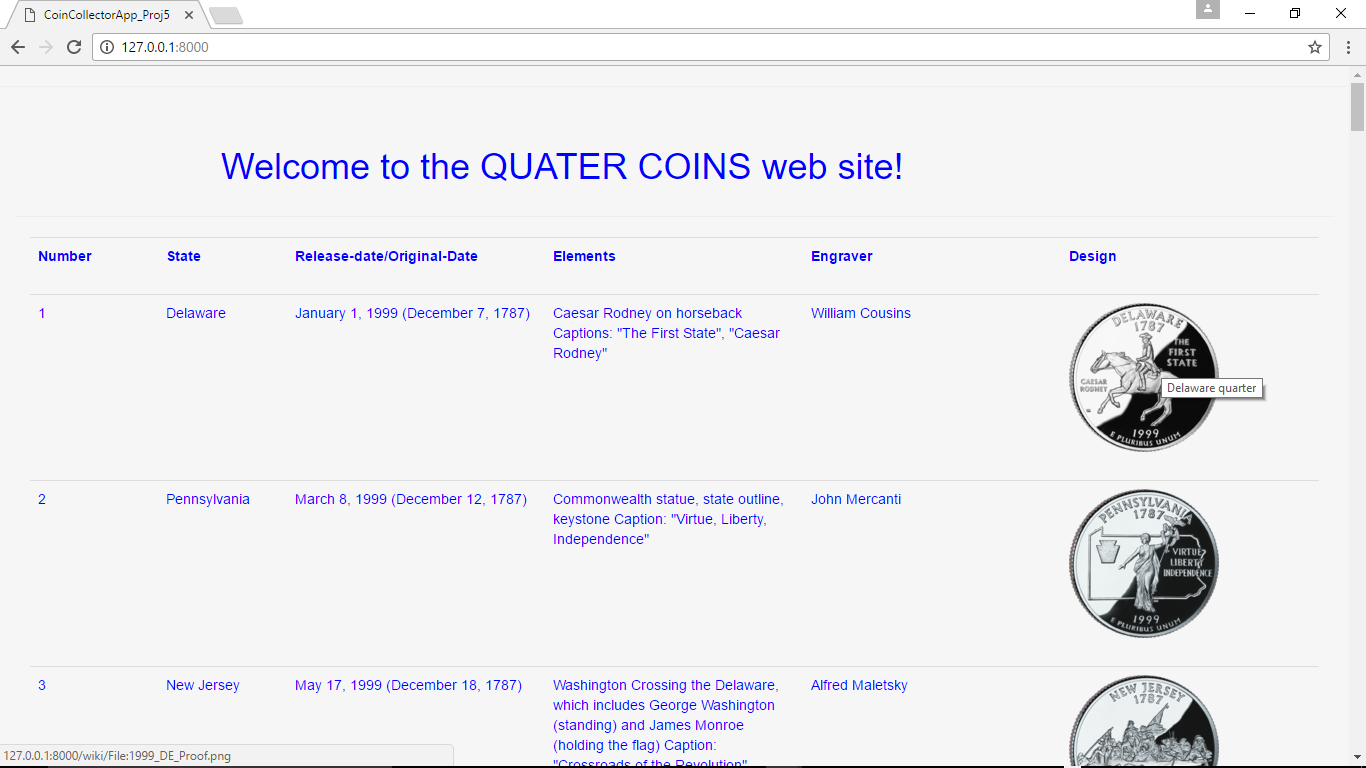 CoinCollectorApp_Proj5
127.0.0.1:8000
Welcome to the QUATER COINS web site!
Number State Release-date/Original-Date Elements Engraver Design
1 Delaware January 1, 1999 (December 7, 1787) Caesar Rodney on horseback William Cousins
Captions: "The First State", "Caesar
Rodney"
DELAWARE
1787
THE
FIRST
STATE
CAESAR
RODNEY
Delaware quarter
1999
E PLURIBUS UNUM
2 Pennsylvania March 8, 1999 (December 12, 1787) Commonwealth statue, state outline, John Mercanti
keystone Caption: "Virtue, Liberty,
Independence"
PENNSYLVANIA
1787
VIRTUE
LIBERTY
INDEPENDENCE
1999
E PLURIBUS UNUM
3 New Jersey May 17, 1999 (December 18, 1787) Washington Crossing the Delaware, Alfred Maletsky
which includes George Washington
(standing) and James Monroe
(holding the flag) Caption:
"Crossroads of the Revolution"
NEW JERSEY
1787
127.0.0.1:8000/wiki/File:1999_DE_Proof.png